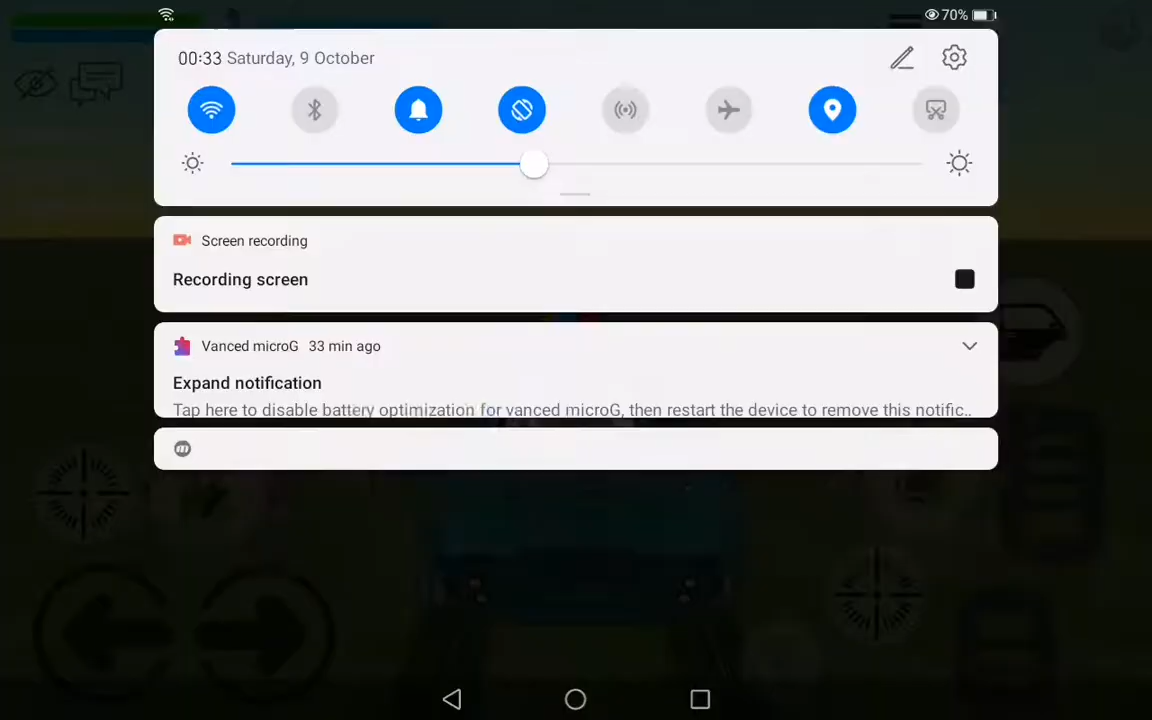 70%
00:33 Saturday, 9 October
Screen recording
Recording screen
Vanced microG 33 min ago
Expand notification
Tap here to disable battery optimization for vanced microG, then restart the device to remove this notific..